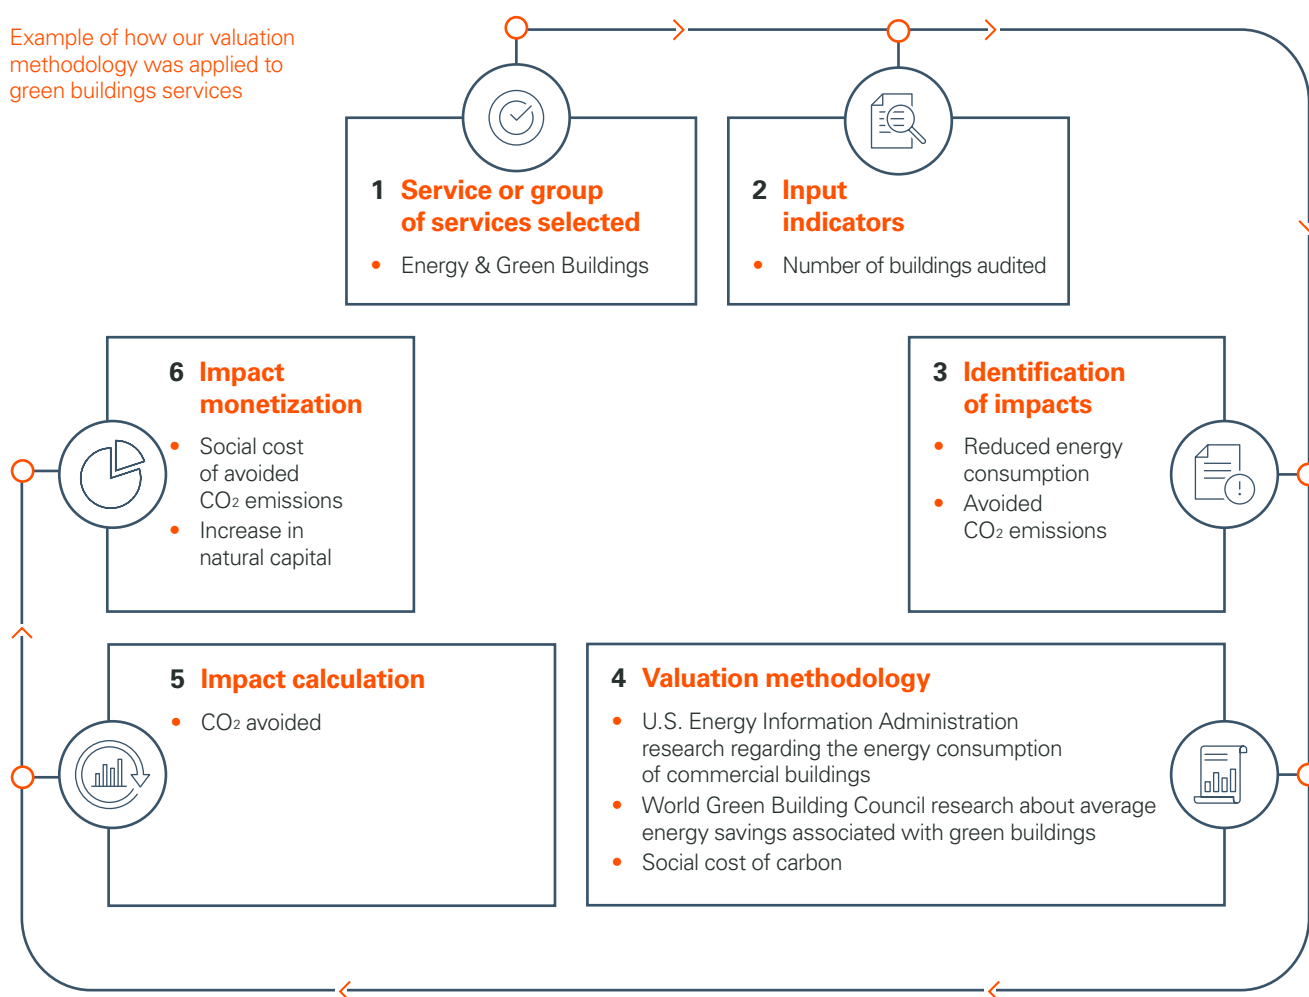 Example of how our valuation
methodology was applied to
green buildings services
1 Service or group
of services selected
• Energy & Green Buildings
2 Input
indicators
• Number of buildings audited
3 Identification
of impacts
• Reduced energy
consumption
• Avoided
CO2 emissions
4 Valuation methodology
• U.S. Energy Information Administration
research regarding the energy consumption
of commercial buildings
• World Green Building Council research about average
energy savings associated with green buildings
• Social cost of carbon
5 Impact calculation
• CO2 avoided
6 Impact
monetization
• Social cost
of avoided
CO2 emissions
• Increase in
natural capital